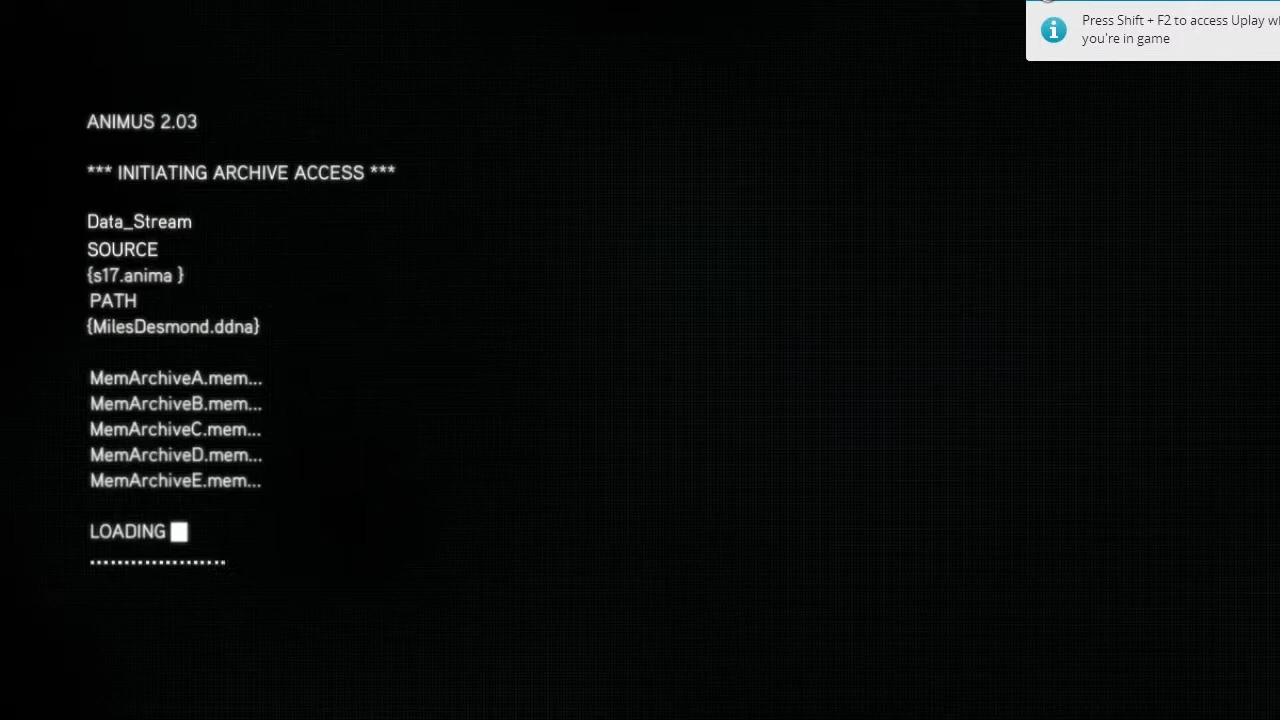 Press Shift + F2 to access Uplay
you're in game
ANIMUS 2.03
*** INITIATING ARCHIVE ACCESS ***
Data_Stream
SOURCE
{s17.anima }
PATH
{MilesDesmond.ddna}
MemArchiveA.mem...
MemArchiveB.mem...
MemArchiveC.mem...
MemArchiveD.mem...
MemArchiveE.mem...
LOADING
....................